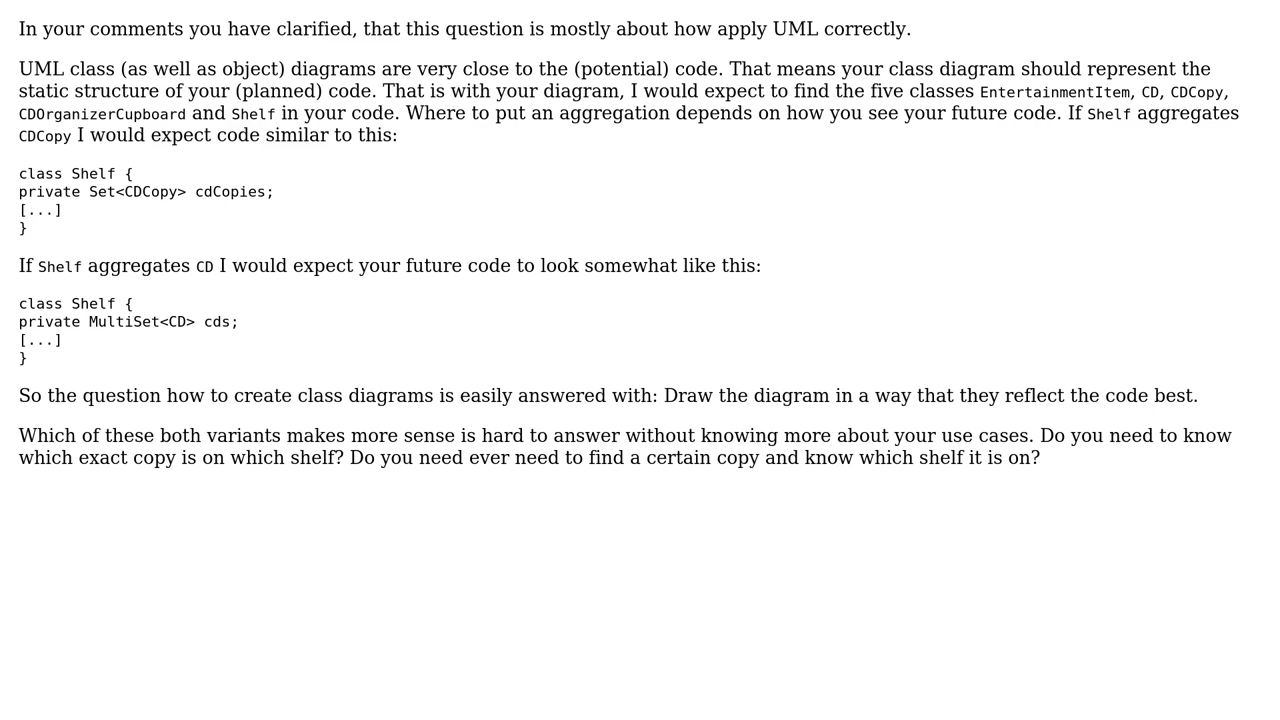 In your comments you have clarified, that this question is mostly about how apply UML correctly.
UML class (as well as object) diagrams are very close to the (potential) code. That means your class diagram should represent the
static structure of your (planned) code. That is with your diagram, I would expect to find the five classes EntertainmentItem, CD, CDCopy,
CDOrganizerCupboard and Shelf in your code. Where to put an aggregation depends on how you see your future code. If Shelf aggregates
CDCopy I would expect code similar to this:
class Shelf {
private Set<CDCopy> cdCopies;
[...]
}
If Shelf aggregates CD I would expect your future code to look somewhat like this:
class Shelf {
private MultiSet<CD> cds;
[...]
}
So the question how to create class diagrams is easily answered with: Draw the diagram in a way that they reflect the code best.
Which of these both variants makes more sense is hard to answer without knowing more about your use cases. Do you need to know
which exact copy is on which shelf? Do you need ever need to find a certain copy and know which shelf it is on?